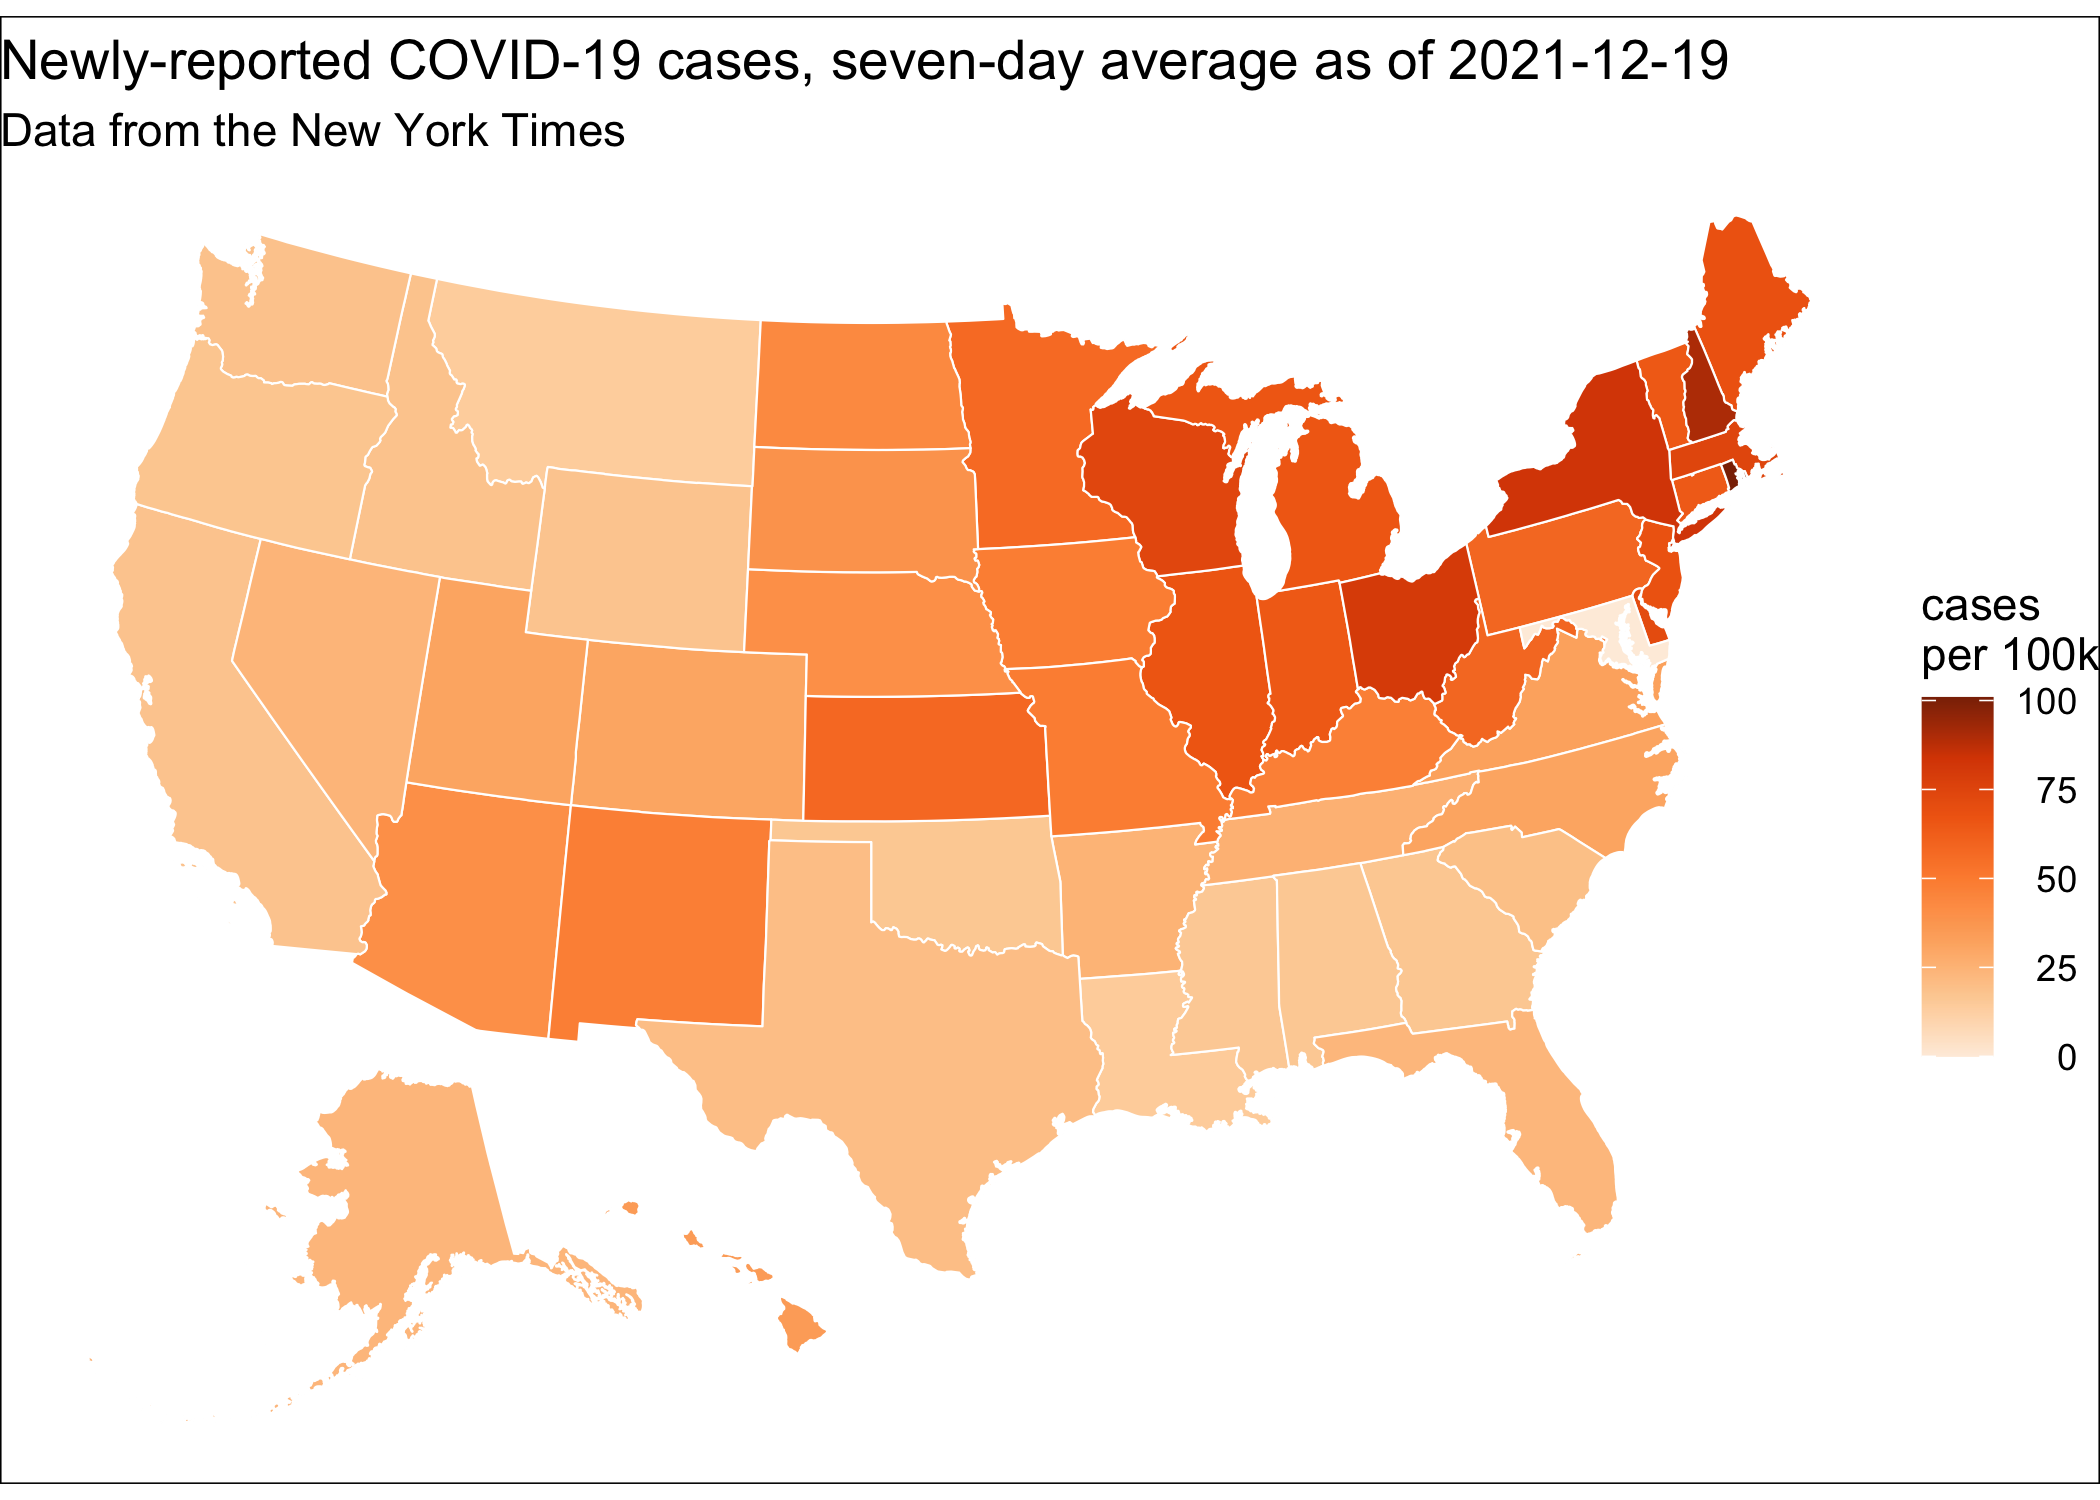 Newly-reported COVID-19 cases, seven-day average as of 2021-12-19
Data from the New York Times
cases
per 100k
100
75
50
25
0